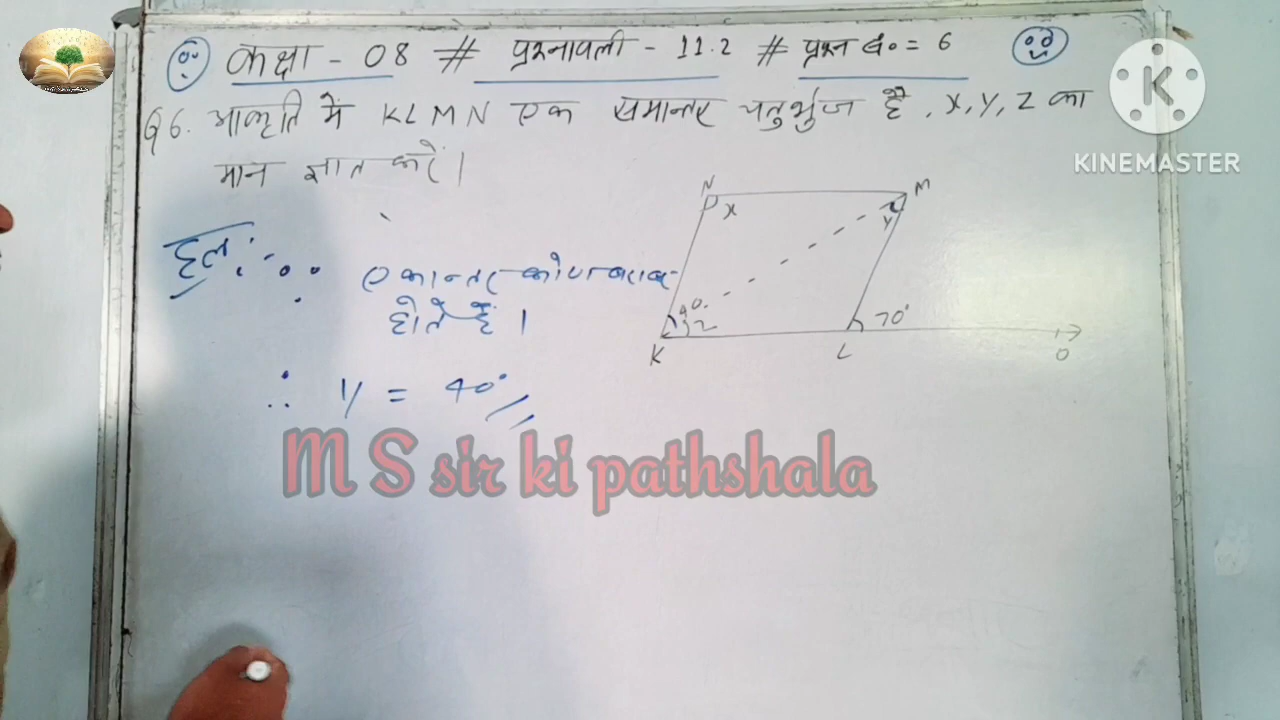 कक्षा - 08 # प्रश्नावली - 11.2 # प्रश्न सं० = 6
Q6. आकृति में KLMN एक समान्तर चतुर्भुज है, X, Y, Z का
मान ज्ञात करें।
K
KINEMASTER
N M
x y
हल:- ∵ एकान्तर कोण बराबर
होते हैं।
40° z 70°
K L O
∴ y = 40°
M S sir ki pathshala